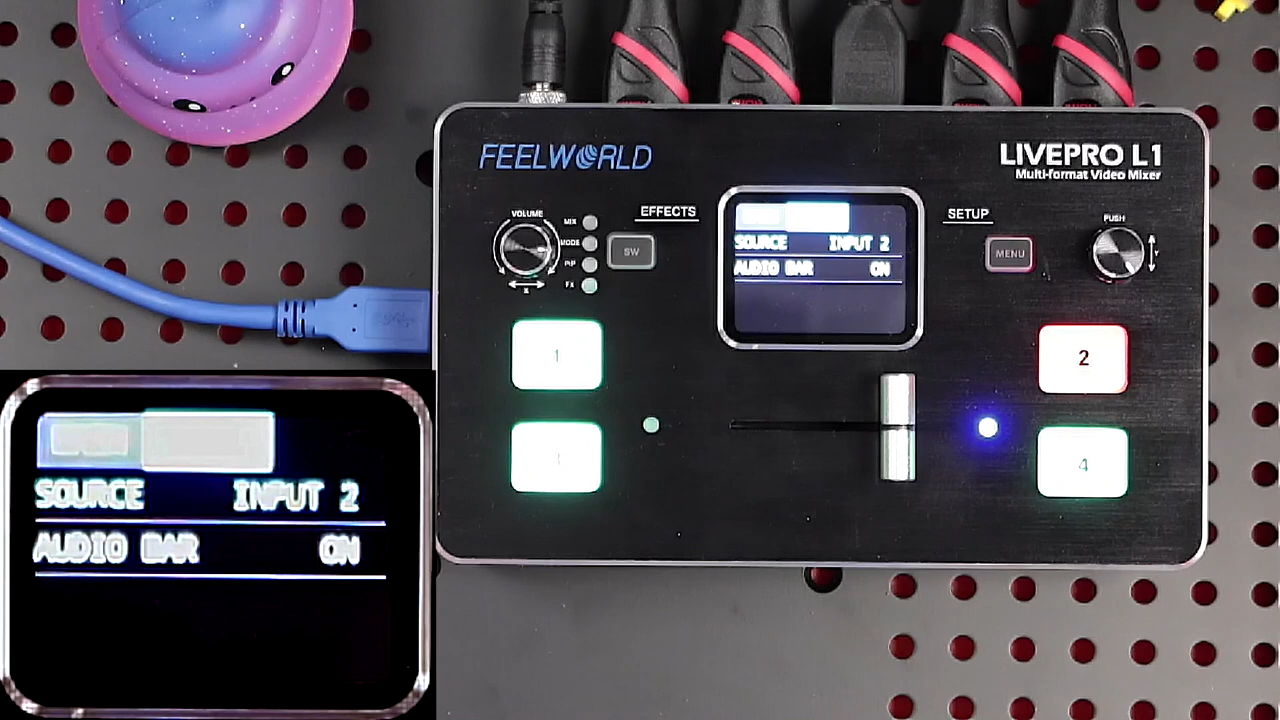 FEELWORLD
LIVEPRO L1
Multi-format Video Mixer
VOLUME
MIX
MODE
PIP
FX
X
EFFECTS
SW
SOURCE INPUT 2
AUDIO BAR ON
SETUP
MENU
PUSH
Y
1
2
3
4
SOURCE INPUT 2
AUDIO BAR ON